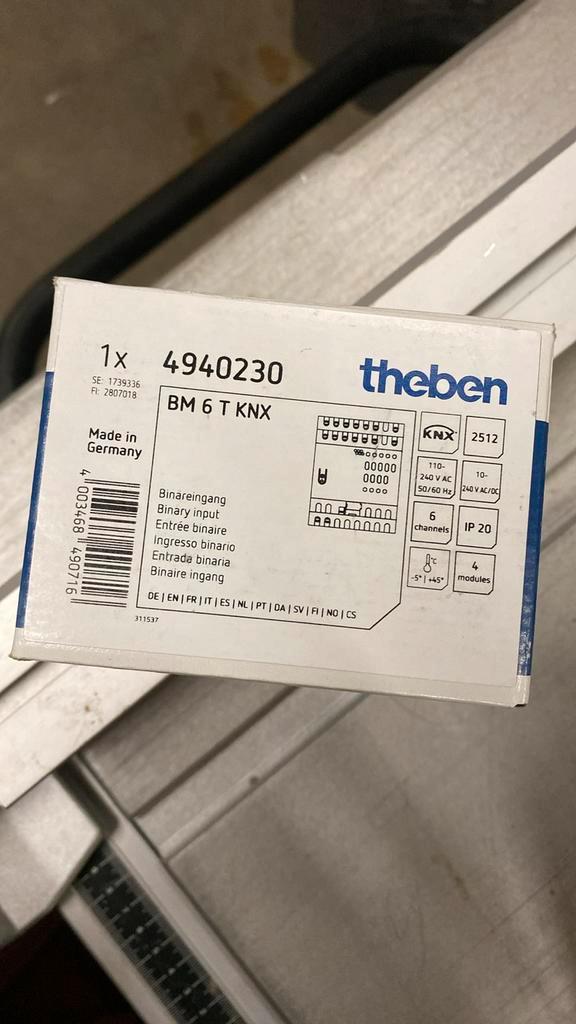 1x 4940230
SE: 1739336
FI: 2807018
theben
BM 6 T KNX
Made in
Germany
4 003468 490716
Binäreingang
Binary input
Entrée binaire
Ingresso binario
Entrada binaria
Binaire ingang
DE | EN | FR | IT | ES | NL | PT | DA | SV | FI | NO | CS
311537
KNX
2512
110-
240 V AC
50/60 Hz
10-
240 V AC/DC
6
channels
IP 20
°C
-5° | +45°
4
modules